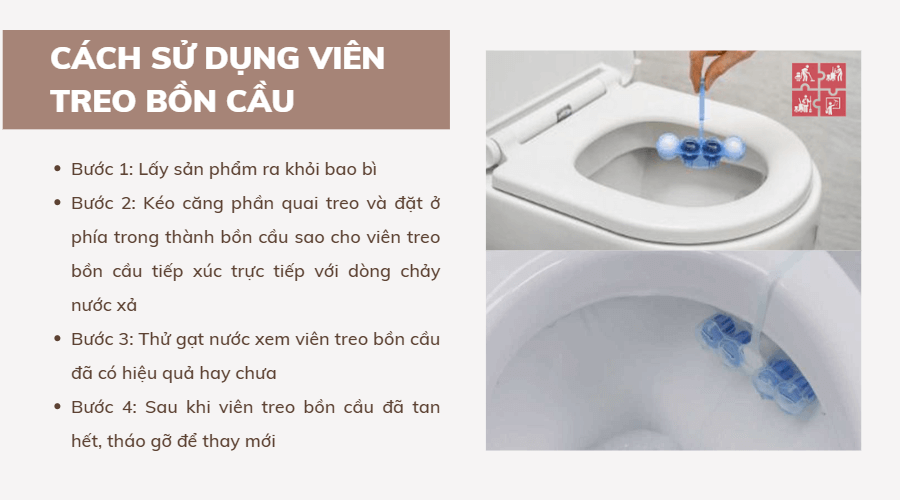 CÁCH SỬ DỤNG VIÊN
TREO BỒN CẦU
• Bước 1: Lấy sản phẩm ra khỏi bao bì
• Bước 2: Kéo căng phần quai treo và đặt ở
phía trong thành bồn cầu sao cho viên treo
bồn cầu tiếp xúc trực tiếp với dòng chảy
nước xả
• Bước 3: Thử gạt nước xem viên treo bồn cầu
đã có hiệu quả hay chưa
• Bước 4: Sau khi viên treo bồn cầu đã tan
hết, tháo gỡ để thay mới